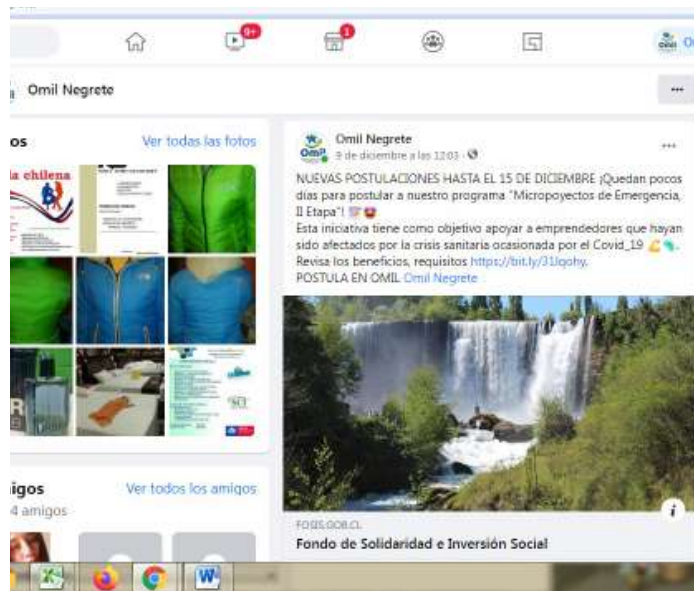 9+
1
Omil Negrete
os
Ver todas las fotos
a chilena
Omil
Omil Negrete
9 de diciembre a las 12:03
NUEVAS POSTULACIONES HASTA EL 15 DE DICIEMBRE ¡Quedan pocos
días para postular a nuestro programa "Micropoyectos de Emergencia,
II Etapa"!
Esta iniciativa tiene como objetivo apoyar a emprendedores que hayan
sido afectados por la crisis sanitaria ocasionada por el Covid_19
Revisa los beneficios, requisitos https://bit.ly/31lqohy.
POSTULA EN OMIL Omil Negrete
igos
Ver todos los amigos
4 amigos
FOSIS.GOB.CL
Fondo de Solidaridad e Inversión Social